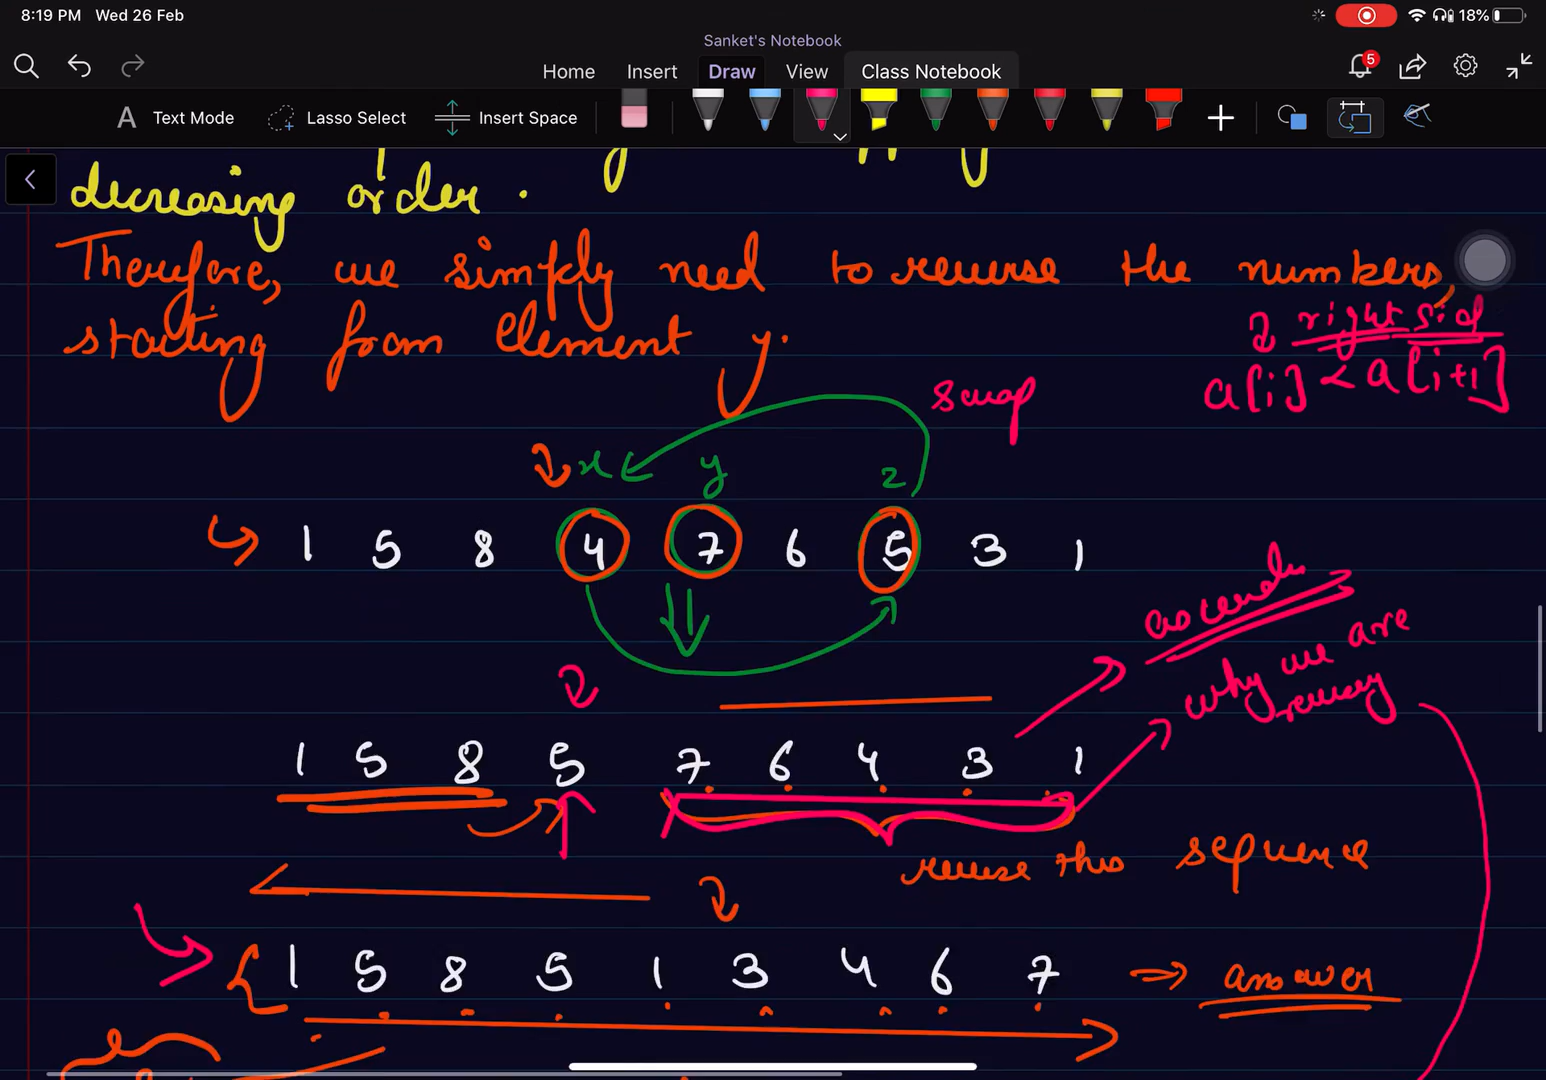 8:19 PM Wed 26 Feb
18%
Sanket's Notebook
Home Insert Draw View Class Notebook
5
Text Mode Lasso Select Insert Space
decreasing order.
Therefore, we simply need to reverse the numbers,
starting from element y.
right sid
a[i] < a[i+1]
swap
x y z
1 5 8 4 7 6 5 3 1
ascend
why we are
1 5 8 5 7 6 4 3 1
reverse this sequence
1 5 8 5 1 3 4 6 7 ⇒ answer